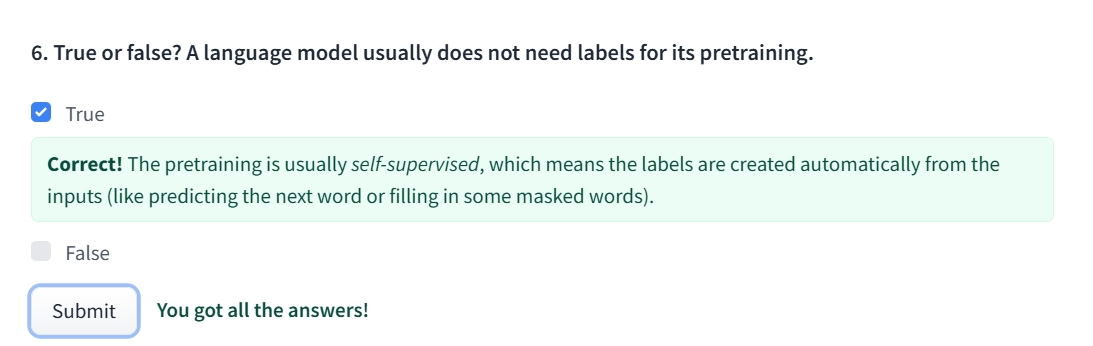 6. True or false? A language model usually does not need labels for its pretraining.
True
Correct! The pretraining is usually self-supervised, which means the labels are created automatically from the
inputs (like predicting the next word or filling in some masked words).
False
Submit You got all the answers!